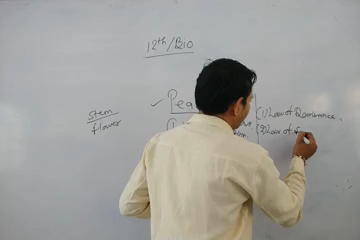 12th/BIO
stem
flower
Pea
(1) Law of Dominance,
(2) Law of S